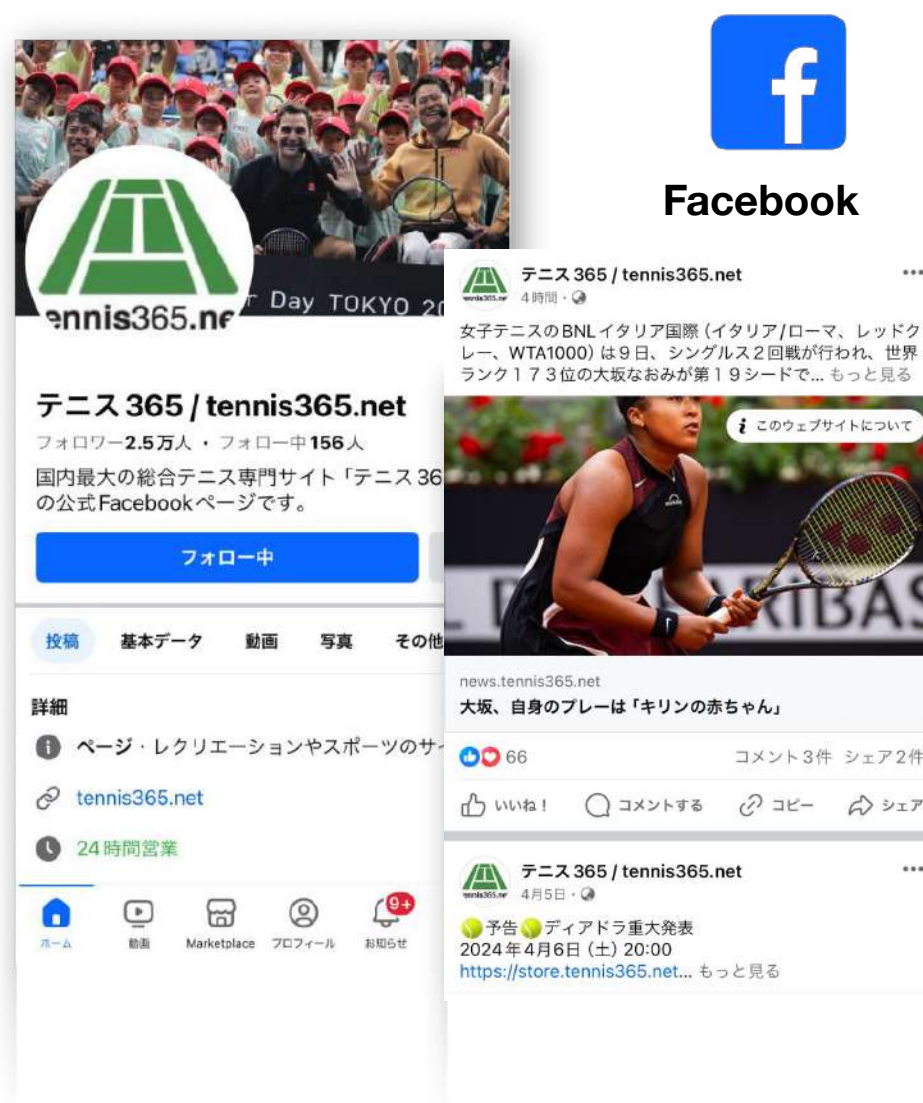 Facebook
r Day TOKYO 20
ennis365.ne
テニス365 / tennis365.net
フォロワー2.5万人・フォロー中156人
国内最大の総合テニス専門サイト「テニス36
の公式Facebookページです。
フォロー中
投稿 基本データ 動画 写真 その他
詳細
ページ・レクリエーションやスポーツのサイ
tennis365.net
24時間営業
ホーム 動画 Marketplace プロフィール お知らせ
9+
テニス365 / tennis365.net
4時間・
女子テニスのBNLイタリア国際(イタリア/ローマ、レッドク
レー、WTA1000)は9日、シングルス2回戦が行われ、世界
ランク173位の大坂なおみが第19シードで... もっと見る
このウェブサイトについて
RIBAS
news.tennis365.net
大坂、自身のプレーは「キリンの赤ちゃん」
66 コメント3件 シェア2件
いいね! コメントする コピー シェア
テニス365 / tennis365.net
4月5日・
予告 ディアドラ重大発表
2024年4月6日(土)20:00
https://store.tennis365.net... もっと見る